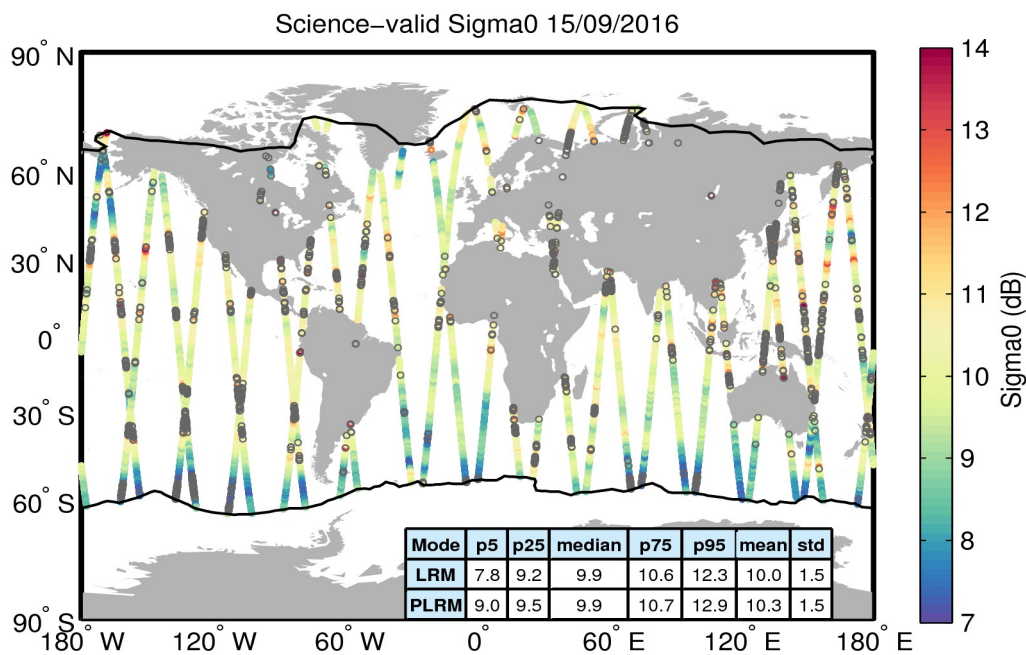 Science-valid Sigma0 15/09/2016
90° N
60° N
30° N
0°
30° S
60° S
90° S
180° W
120° W
60° W
0°
60° E
120° E
180° E
14
13
12
11
10
9
8
7
Sigma0 (dB)
Mode p5 p25 median p75 p95 mean std
LRM 7.8 9.2 9.9 10.6 12.3 10.0 1.5
PLRM 9.0 9.5 9.9 10.7 12.9 10.3 1.5